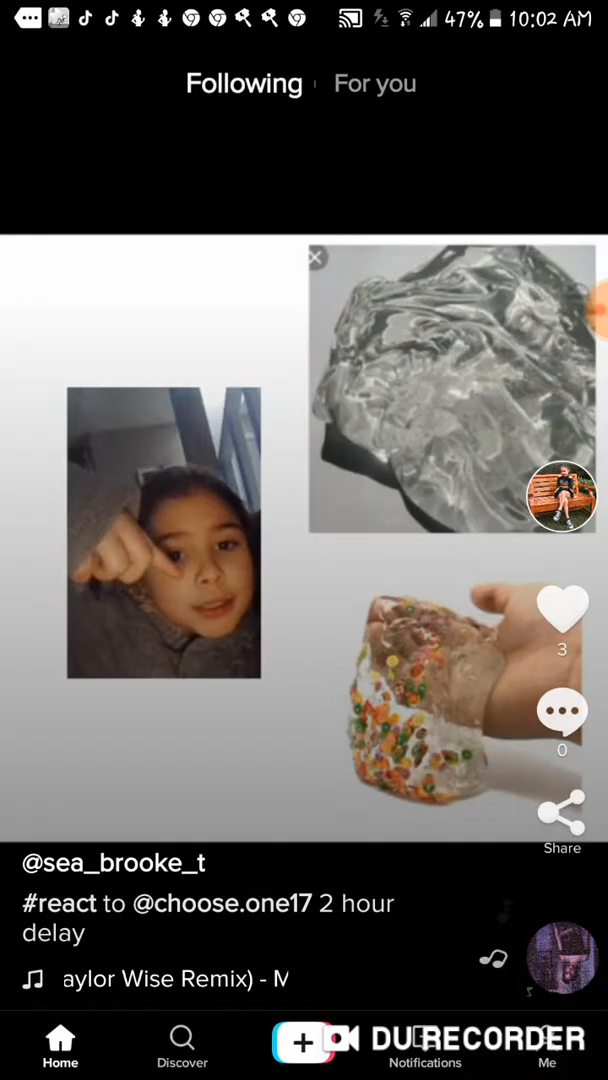 47% 10:02 AM
Following For you
3
0
Share
@sea_brooke_t
#react to @choose.one17 2 hour
delay
aylor Wise Remix) - M
DU RECORDER
Home Discover Notifications Me